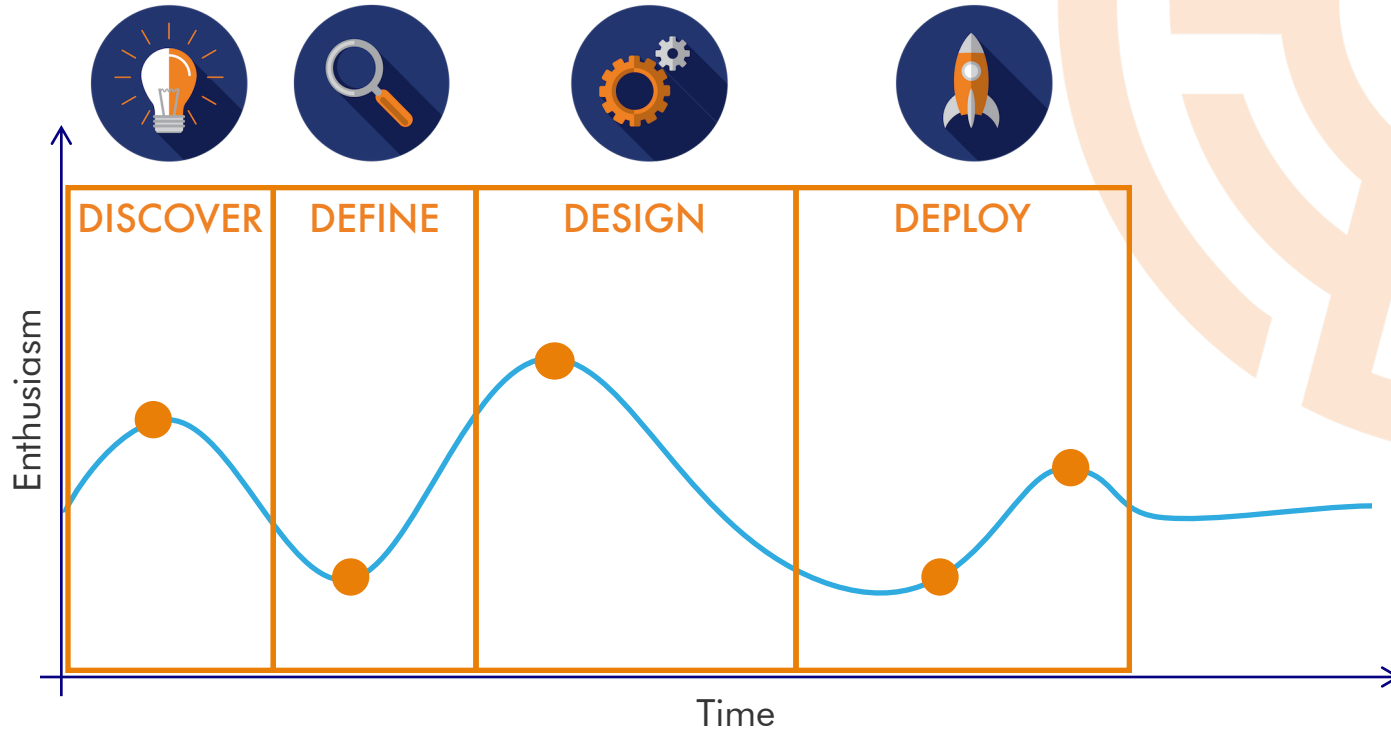 DISCOVER
DEFINE
DESIGN
DEPLOY
Enthusiasm
Time